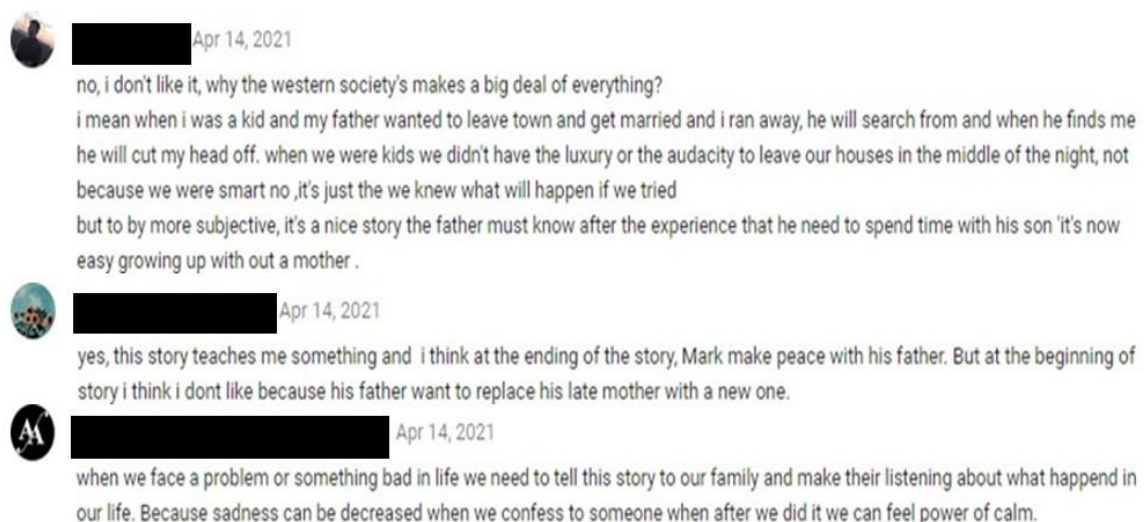 Apr 14, 2021
no, i don't like it, why the western society's makes a big deal of everything?
i mean when i was a kid and my father wanted to leave town and get married and i ran away, he will search from and when he finds me
he will cut my head off. when we were kids we didn't have the luxury or the audacity to leave our houses in the middle of the night, not
because we were smart no ,it's just the we knew what will happen if we tried
but to by more subjective, it's a nice story the father must know after the experience that he need to spend time with his son 'it's now
easy growing up with out a mother .
Apr 14, 2021
yes, this story teaches me something and i think at the ending of the story, Mark make peace with his father. But at the beginning of
story i think i dont like because his father want to replace his late mother with a new one.
AA
Apr 14, 2021
when we face a problem or something bad in life we need to tell this story to our family and make their listening about what happend in
our life. Because sadness can be decreased when we confess to someone when after we did it we can feel power of calm.